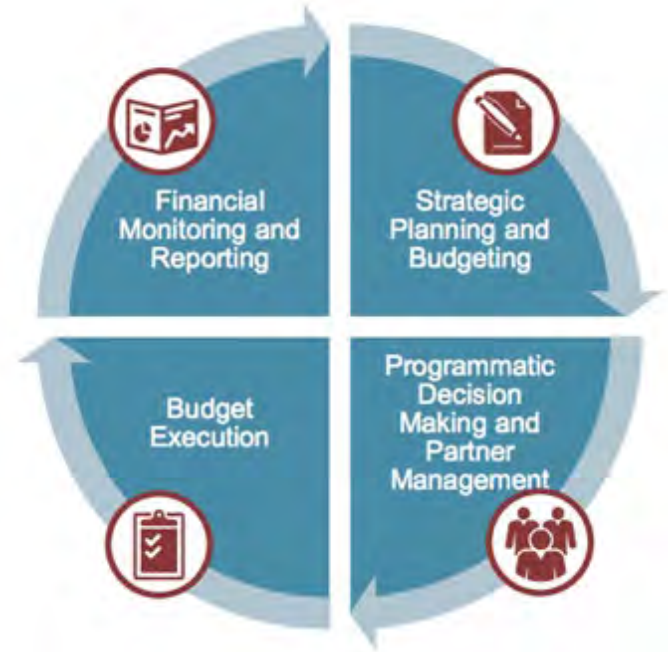 Financial
Monitoring and
Reporting
Strategic
Planning and
Budgeting
Programmatic
Decision
Making and
Partner
Management
Budget
Execution